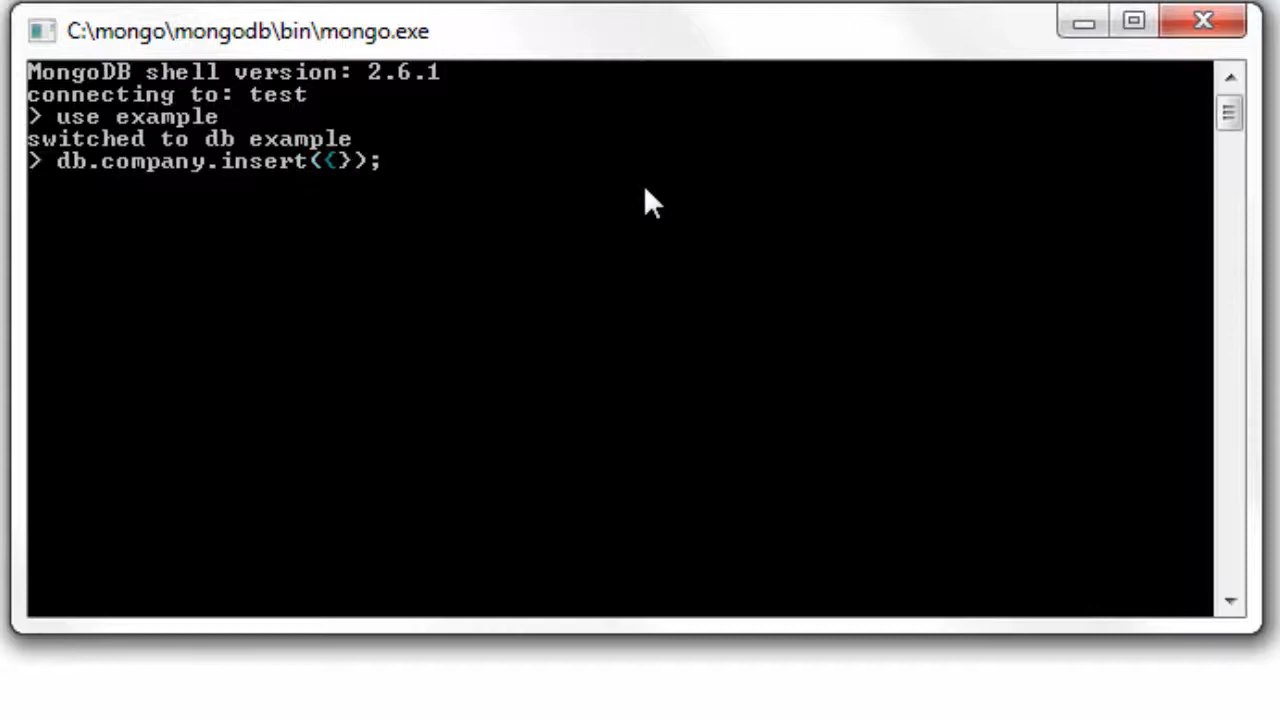 C:\mongo\mongodb\bin\mongo.exe
MongoDB shell version: 2.6.1
connecting to: test
> use example
switched to db example
> db.company.insert({});